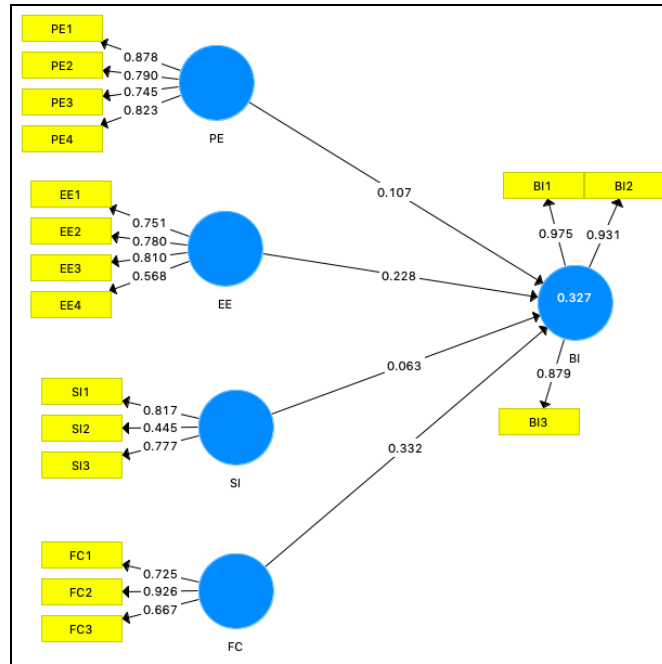 PE1
PE2
PE3
PE4
0.878
0.790
0.745
0.823
PE
0.107
EE1
EE2
EE3
EE4
0.751
0.780
0.810
0.568
EE
0.228
BI1 BI2
0.975 0.931
0.327
BI
0.879
BI3
SI1
SI2
SI3
0.817
0.445
0.777
SI
0.063
FC1
FC2
FC3
0.725
0.926
0.667
FC
0.332